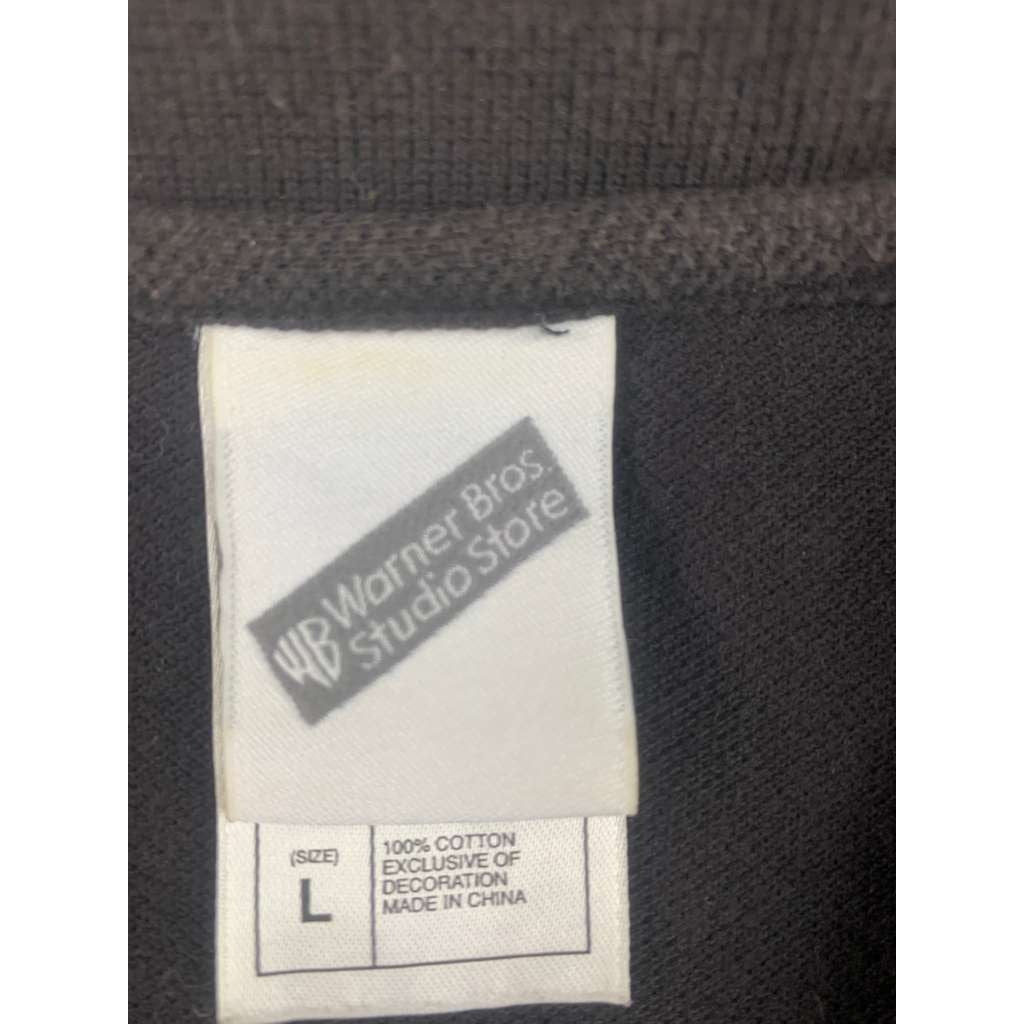 WB Warner Bros.
Studio Store
(SIZE)
L
100% COTTON
EXCLUSIVE OF
DECORATION
MADE IN CHINA